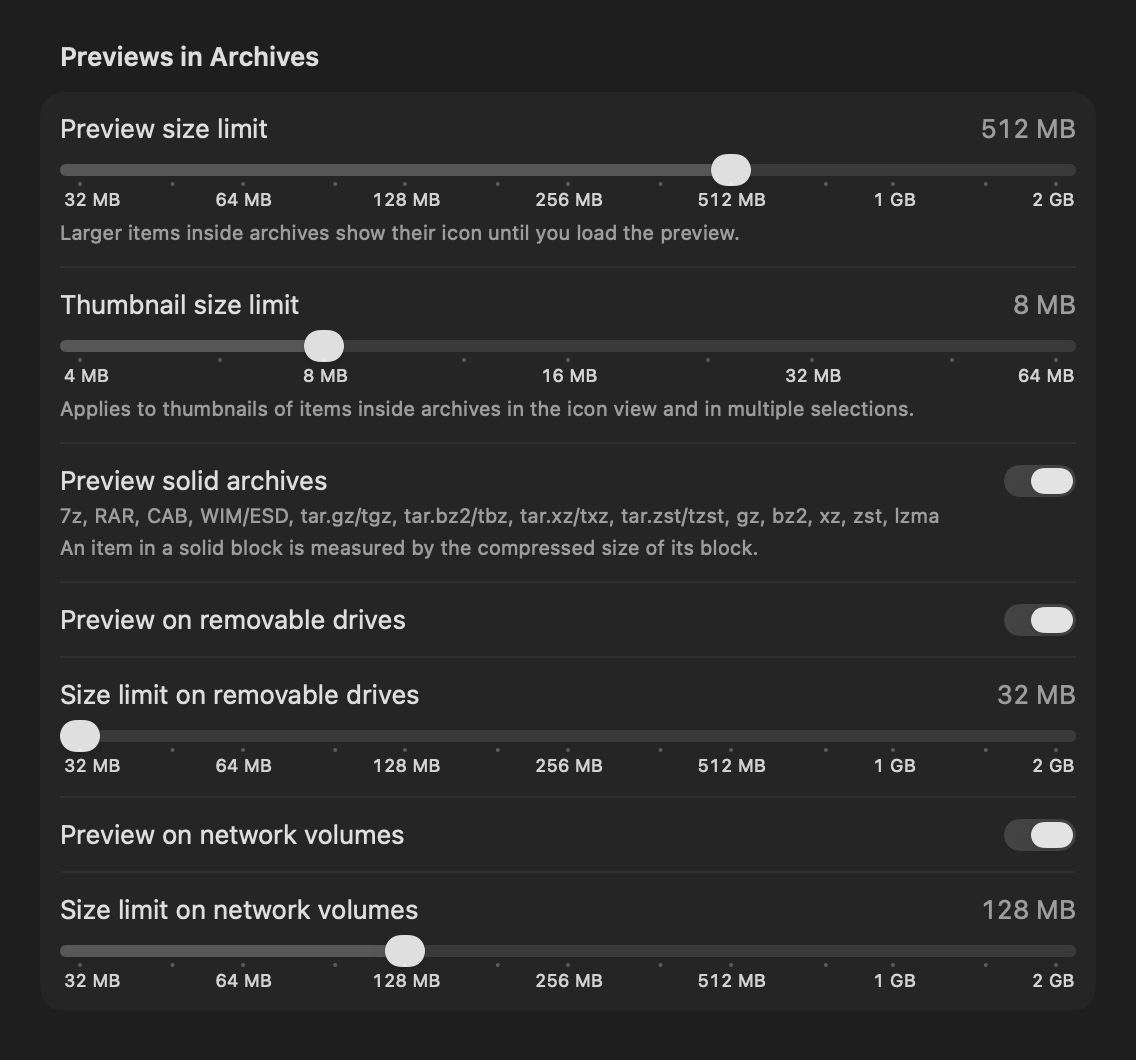 Previews in Archives
Preview size limit 512 MB
32 MB 64 MB 128 MB 256 MB 512 MB 1 GB 2 GB
Larger items inside archives show their icon until you load the preview.
Thumbnail size limit 8 MB
4 MB 8 MB 16 MB 32 MB 64 MB
Applies to thumbnails of items inside archives in the icon view and in multiple selections.
Preview solid archives
7z, RAR, CAB, WIM/ESD, tar.gz/tgz, tar.bz2/tbz, tar.xz/txz, tar.zst/tzst, gz, bz2, xz, zst, lzma
An item in a solid block is measured by the compressed size of its block.
Preview on removable drives
Size limit on removable drives 32 MB
32 MB 64 MB 128 MB 256 MB 512 MB 1 GB 2 GB
Preview on network volumes
Size limit on network volumes 128 MB
32 MB 64 MB 128 MB 256 MB 512 MB 1 GB 2 GB